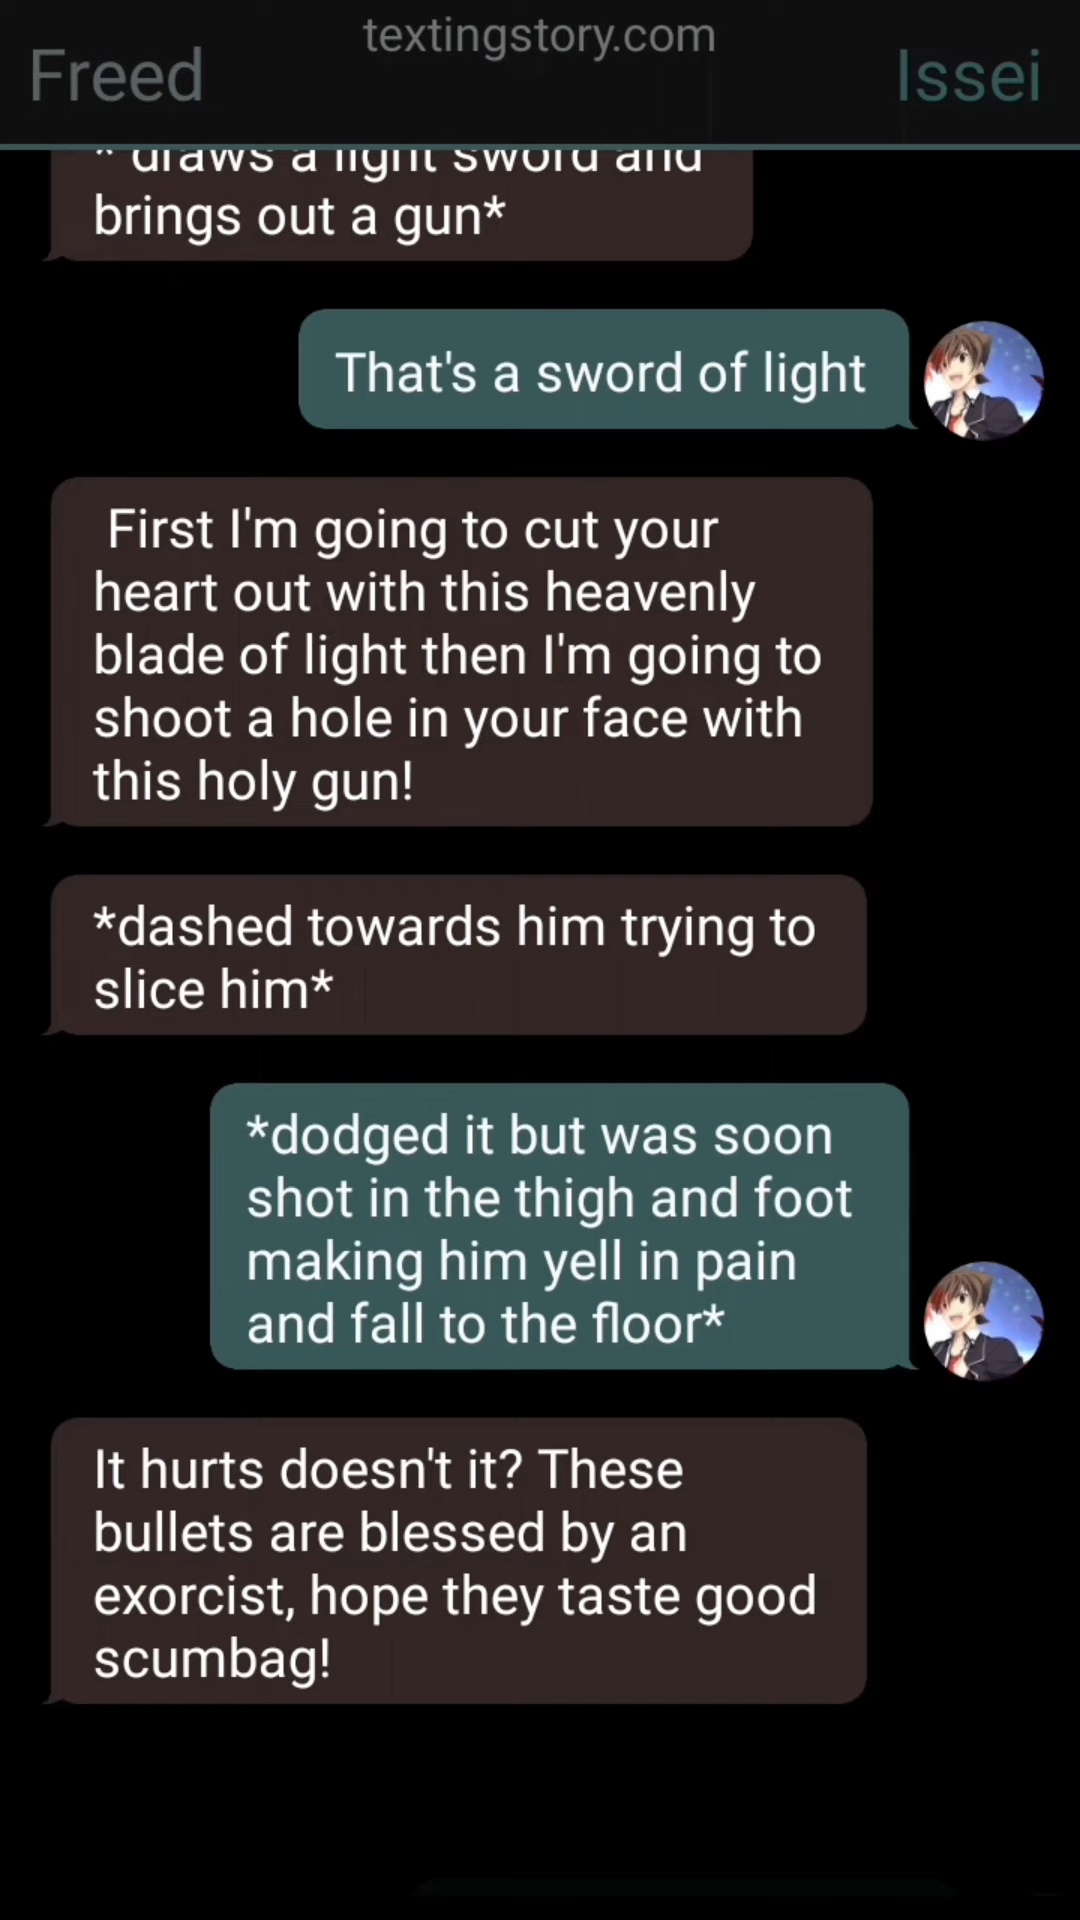 textingstory.com
Freed
Issei
* draws a light sword and
brings out a gun*
That's a sword of light
First I'm going to cut your
heart out with this heavenly
blade of light then I'm going to
shoot a hole in your face with
this holy gun!
*dashed towards him trying to
slice him*
*dodged it but was soon
shot in the thigh and foot
making him yell in pain
and fall to the floor*
It hurts doesn't it? These
bullets are blessed by an
exorcist, hope they taste good
scumbag!